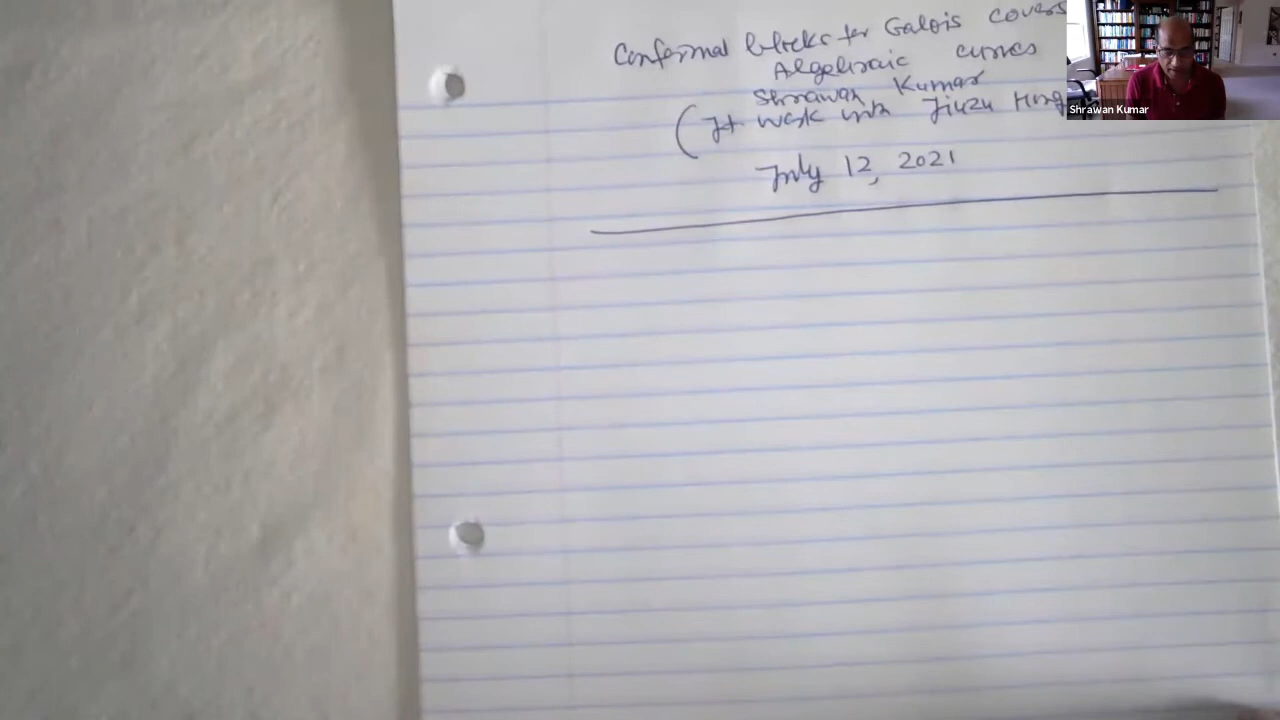 Conformal blocks for Galois covers
Algebraic curves
Shrawan Kumar
(Jt work with Jiuzu Hong
July 12, 2021
Shrawan Kumar